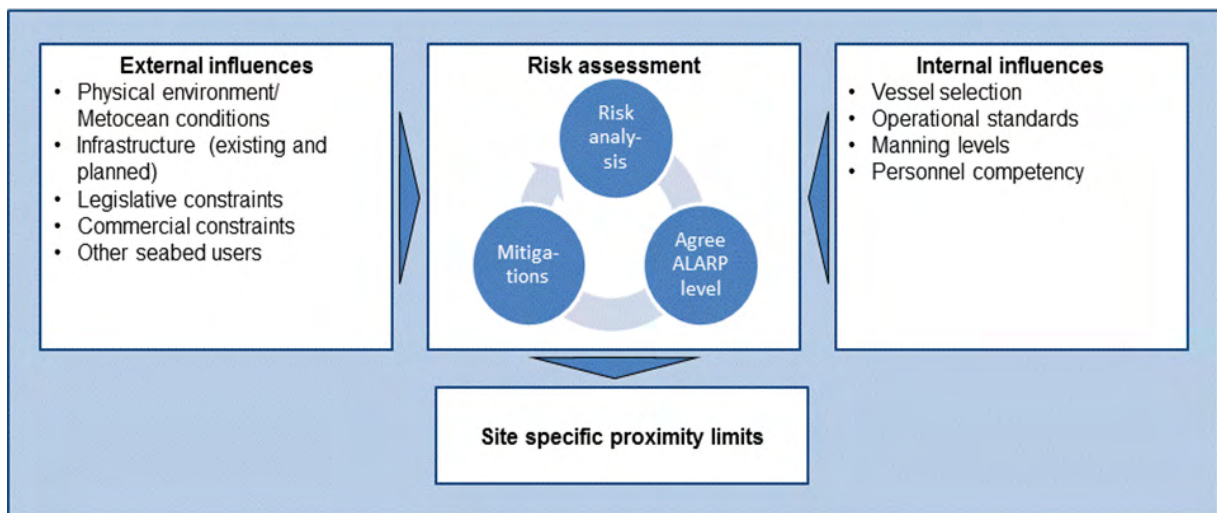 External influences
• Physical environment/
Metocean conditions
• Infrastructure (existing and
planned)
• Legislative constraints
• Commercial constraints
• Other seabed users
Risk assessment
Risk
analy-
sis
Agree
ALARP
level
Mitiga-
tions
Internal influences
• Vessel selection
• Operational standards
• Manning levels
• Personnel competency
Site specific proximity limits